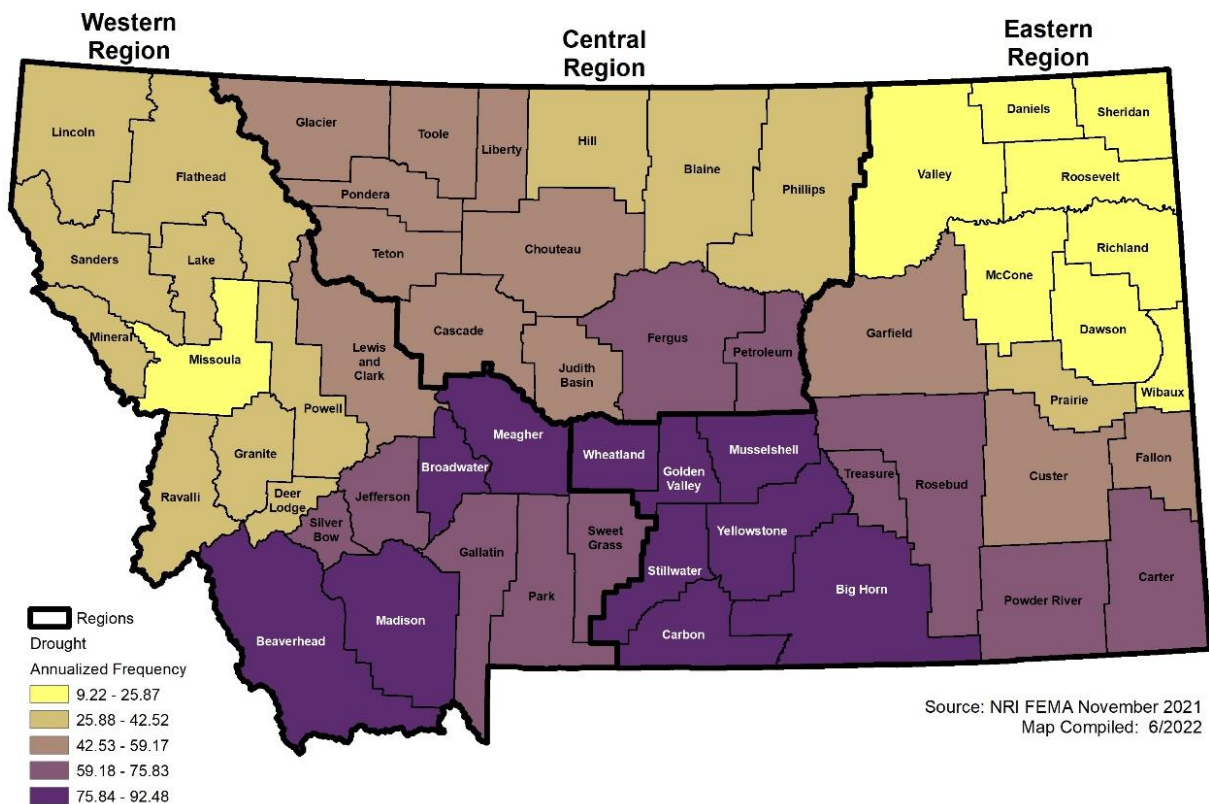 Western
Region
Central
Region
Eastern
Region
Lincoln
Flathead
Glacier
Toole
Liberty
Hill
Blaine
Phillips
Valley
Daniels
Sheridan
Roosevelt
Pondera
Teton
Chouteau
Sanders
Lake
Richland
McCone
Mineral
Missoula
Powell
Lewis
and
Clark
Cascade
Judith
Basin
Fergus
Petroleum
Garfield
Dawson
Wibaux
Prairie
Granite
Ravalli
Deer
Lodge
Silver
Bow
Jefferson
Broadwater
Meagher
Wheatland
Golden
Valley
Musselshell
Treasure
Rosebud
Custer
Fallon
Gallatin
Park
Sweet
Grass
Stillwater
Yellowstone
Big Horn
Powder River
Carter
Beaverhead
Madison
Carbon
Regions
Drought
Annualized Frequency
9.22 - 25.87
25.88 - 42.52
42.53 - 59.17
59.18 - 75.83
75.84 - 92.48
Source: NRI FEMA November 2021
Map Compiled: 6/2022